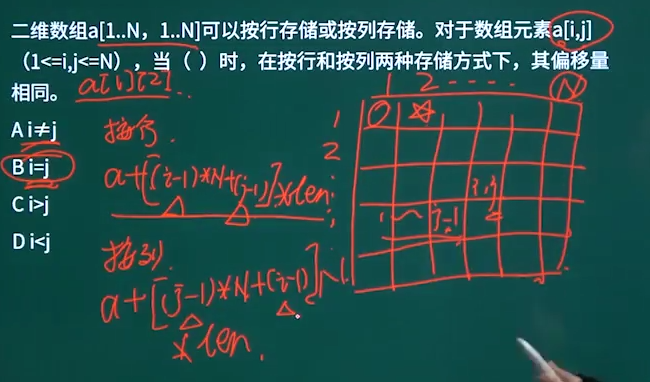 二维数组a[1..N，1..N]可以按行存储或按列存储。对于数组元素a[i,j]
（1<=i,j<=N），当（ ）时，在按行和按列两种存储方式下，其偏移量
相同。
a[1][2]
A i≠j
B i=j
C i>j
D i<j
按行.
a+[(i-1)*N+(j-1)]*len
按列.
a+[(j-1)*N+(i-1)]
*len.
1 2 ---- N
1
2
i,j
j-1